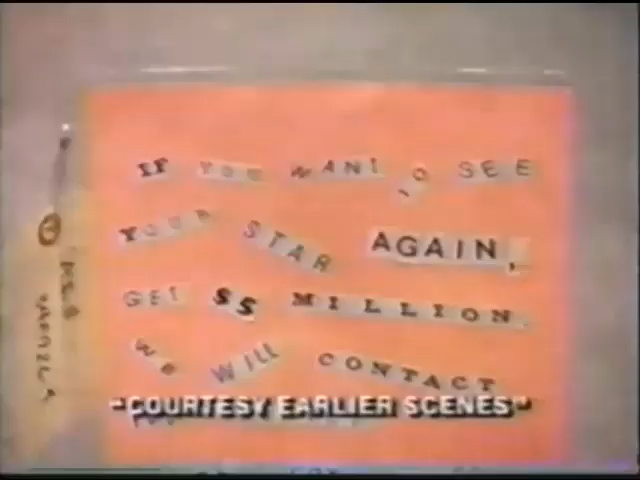 IF YOU WANT TO SEE
YOUR STAR AGAIN,
GET $5 MILLION.
WE WILL CONTACT
"COURTESY EARLIER SCENES"